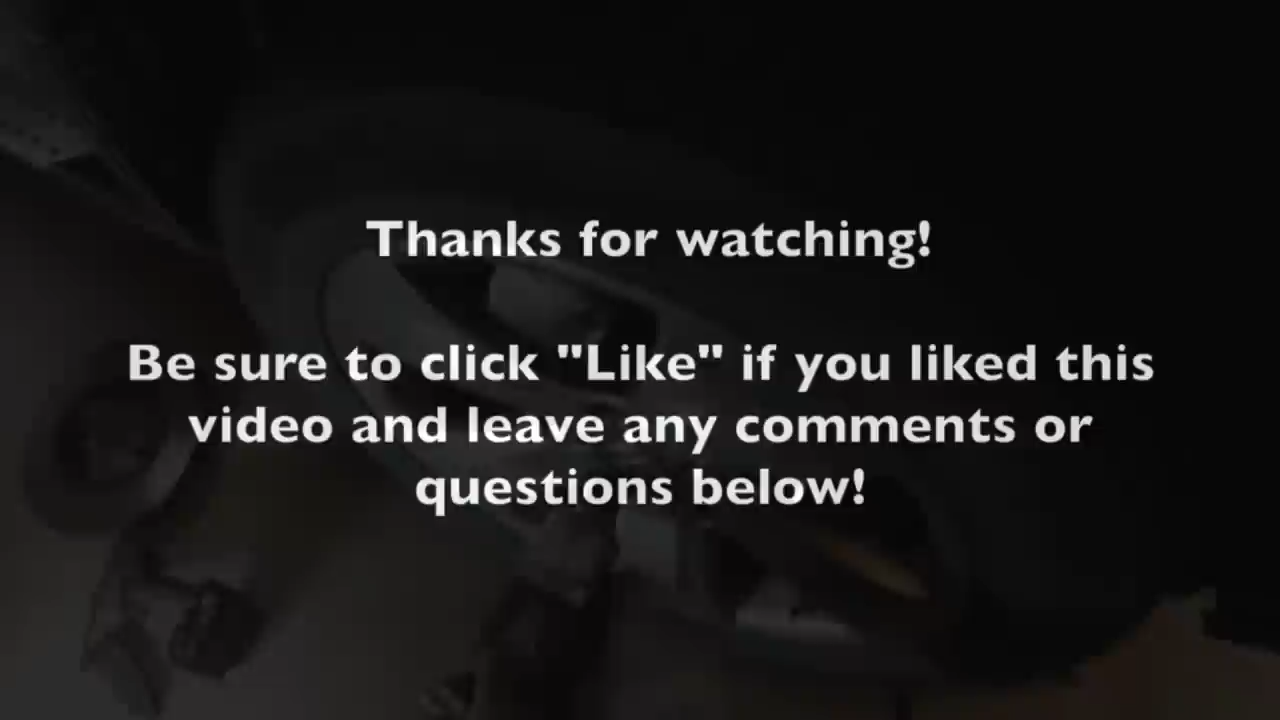 Thanks for watching!
Be sure to click "Like" if you liked this
video and leave any comments or
questions below!